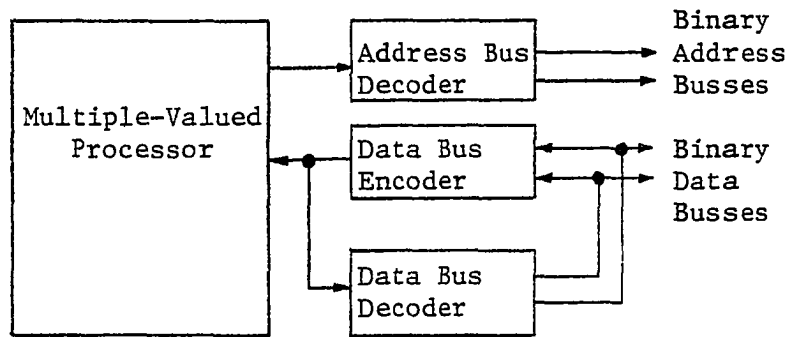 Multiple-Valued
Processor
Address Bus
Decoder
Binary
Address
Busses
Data Bus
Encoder
Binary
Data
Busses
Data Bus
Decoder